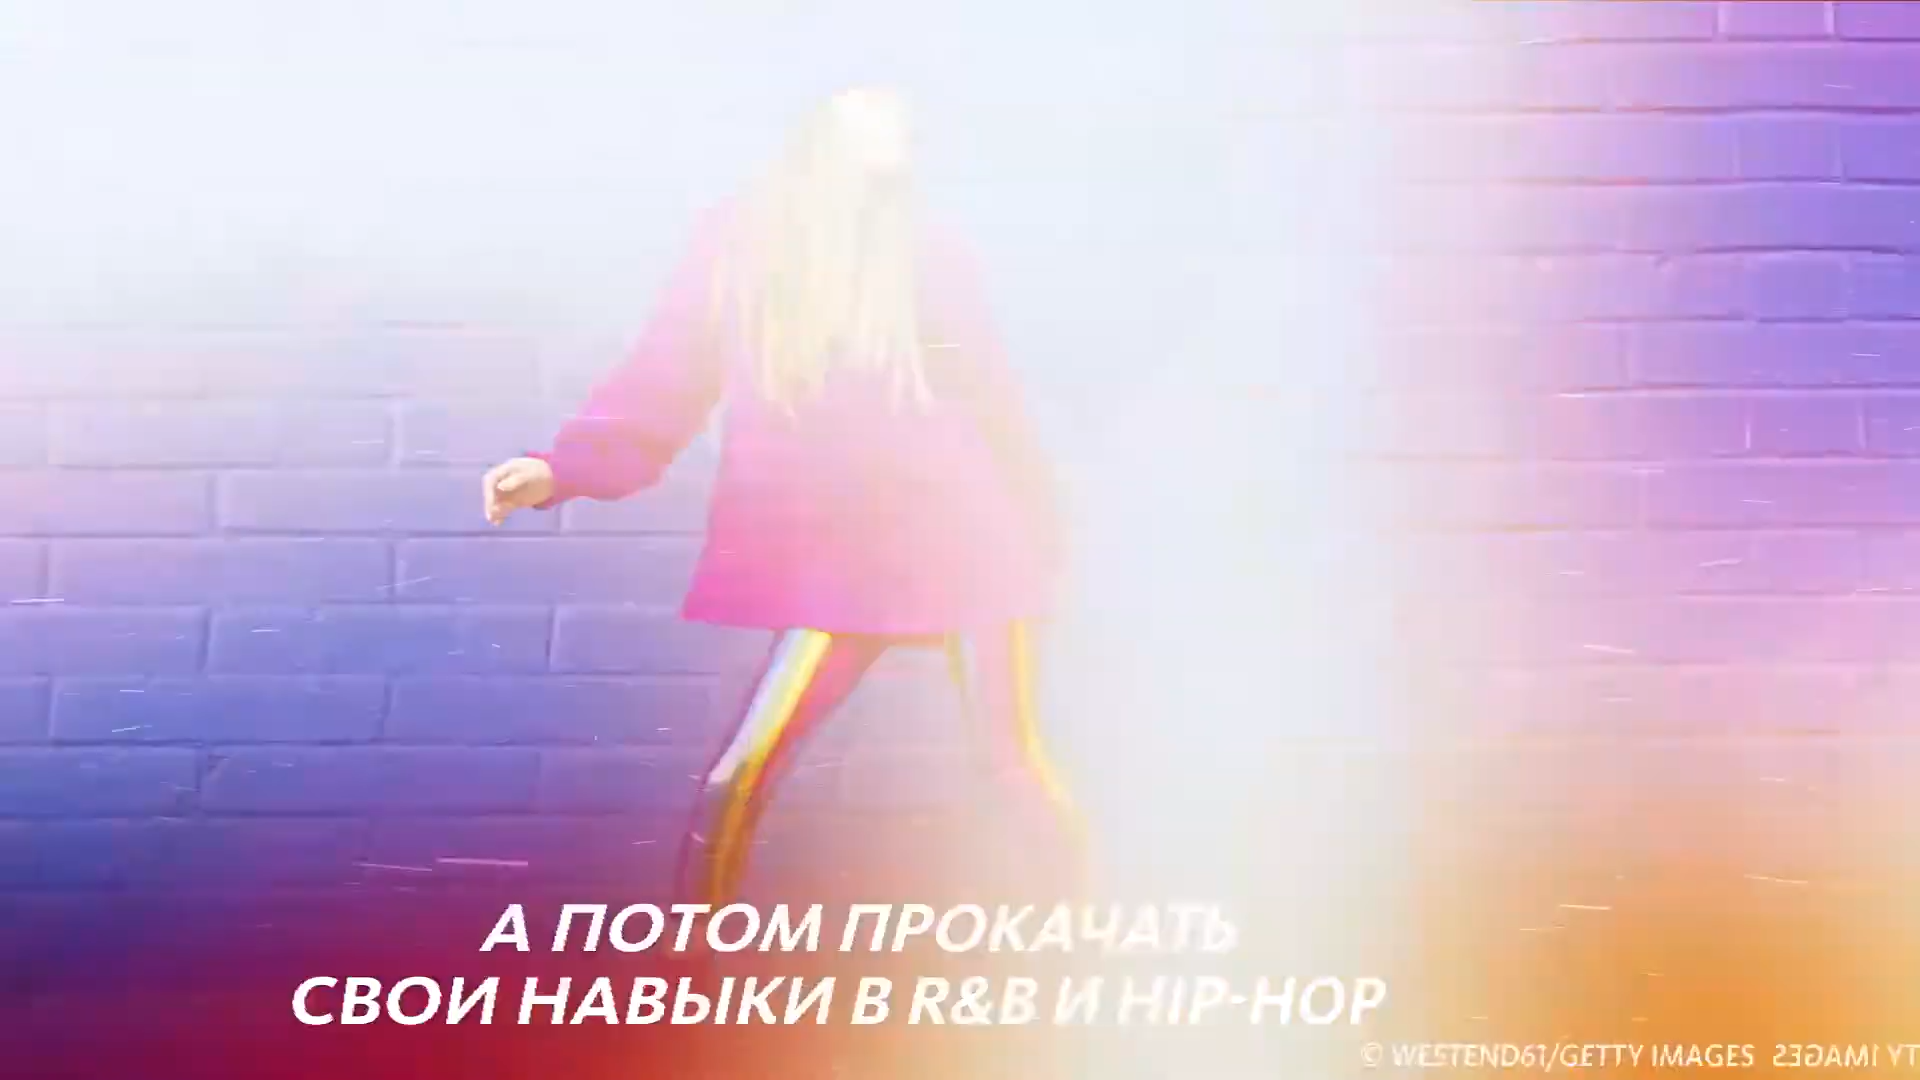 А ПОТОМ ПРОКАЧАТЬ
СВОИ НАВЫКИ В R&B И HIP-HOP
© WESTEND61/GETTY IMAGES